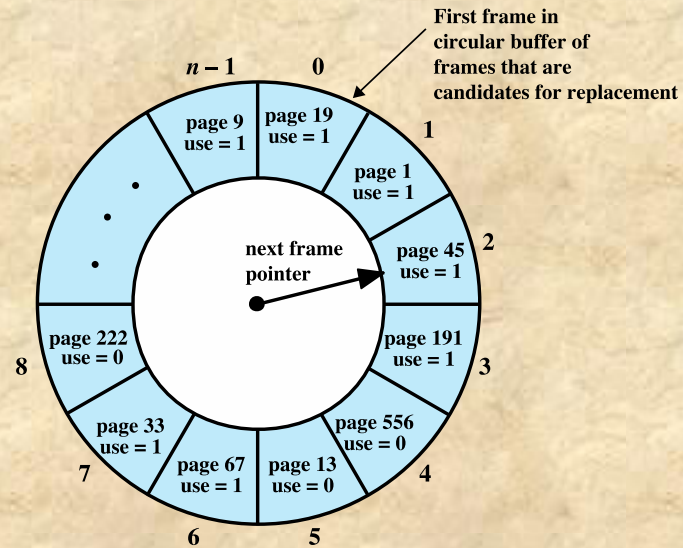 First frame in
circular buffer of
frames that are
candidates for replacement
n – 1
0
page 9
use = 1
page 19
use = 1
1
page 1
use = 1
2
page 45
use = 1
next frame
pointer
page 191
use = 1
3
page 556
use = 0
4
page 13
use = 0
5
page 67
use = 1
6
page 33
use = 1
7
page 222
use = 0
8